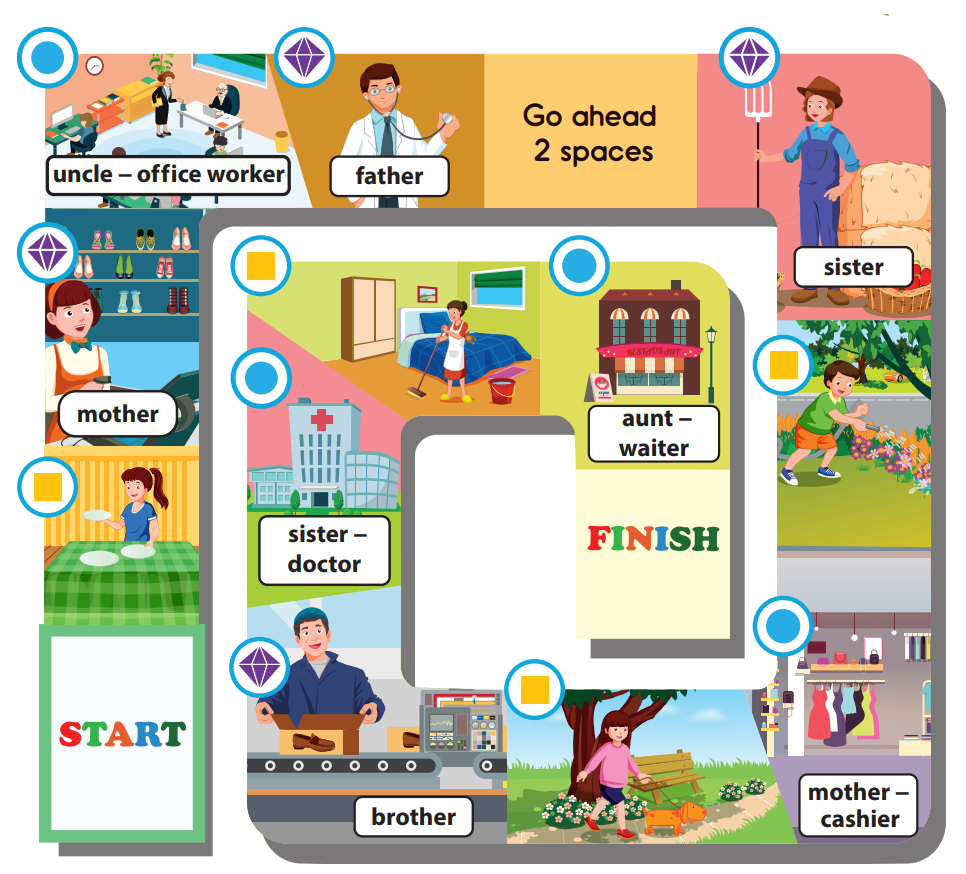 uncle – office worker
father
Go ahead
2 spaces
sister
mother
RESTAURANT
aunt –
waiter
sister –
doctor
FINISH
START
brother
mother –
cashier